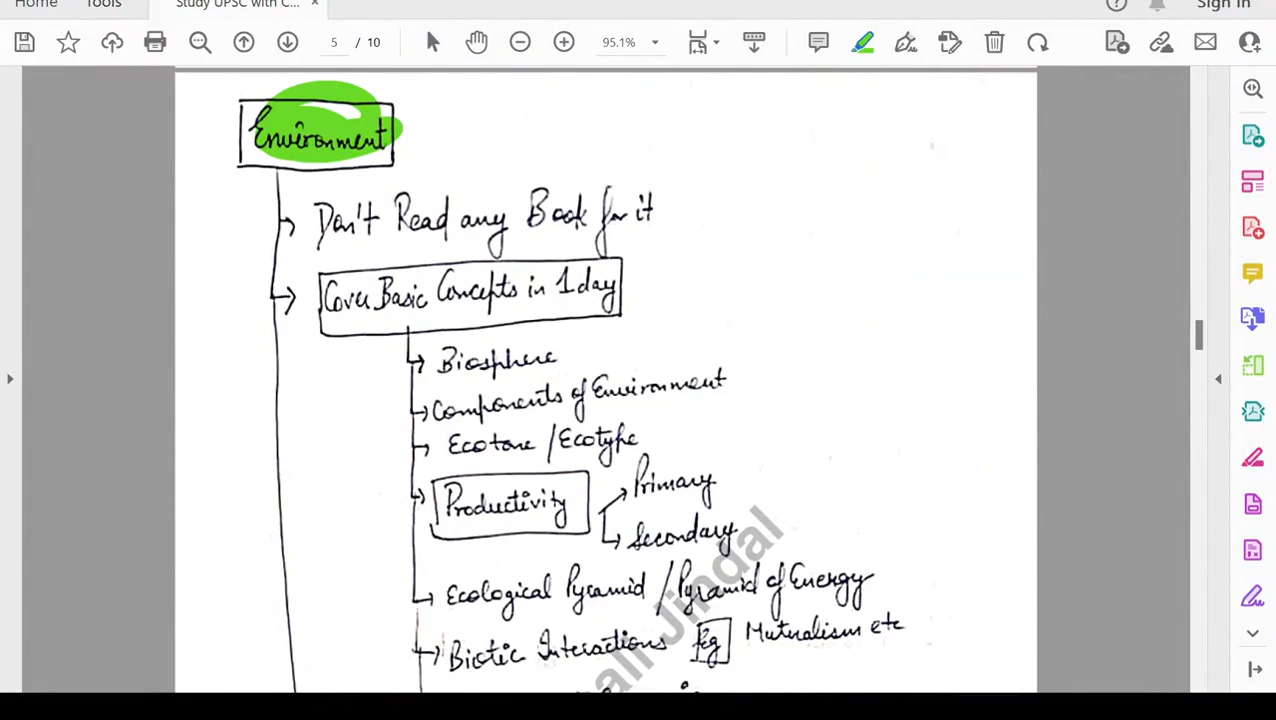 Home Tools Study UPSC with C... × Sign In
5 / 10 95.1%
Environment
Don't Read any Book for it
Cover Basic Concepts in 1 day
Biosphere
Components of Environment
Ecotone / Ecotype
Productivity
Primary
Secondary
Ecological Pyramid / Pyramid of Energy
Biotic Interactions eg Mutualism etc
ali Jindal